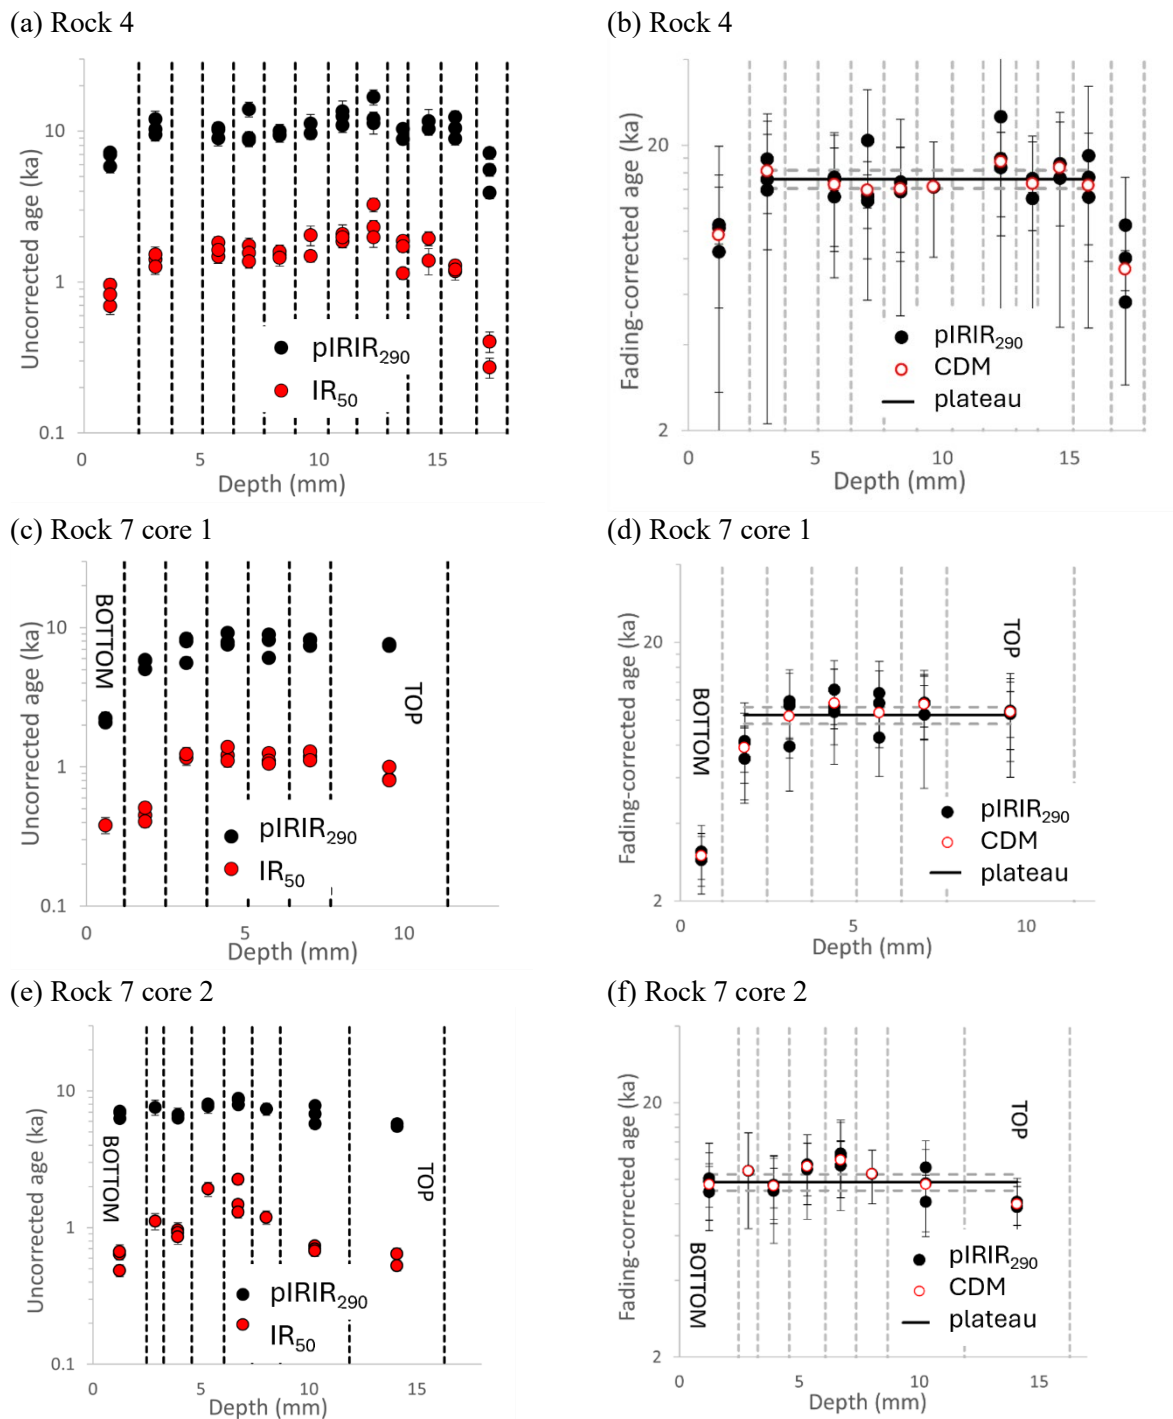 (a) Rock 4
Uncorrected age (ka)
10
1
0.1
pIRIR290
IR50
0 5 10 15
Depth (mm)
(b) Rock 4
Fading-corrected age (ka)
20
2
pIRIR290
CDM
plateau
0 5 10 15
Depth (mm)
(c) Rock 7 core 1
Uncorrected age (ka)
10
1
0.1
BOTTOM
TOP
pIRIR290
IR50
0 5 10
Depth (mm)
(d) Rock 7 core 1
Fading-corrected age (ka)
20
2
BOTTOM
TOP
pIRIR290
CDM
plateau
0 5 10
Depth (mm)
(e) Rock 7 core 2
Uncorrected age (ka)
10
1
0.1
BOTTOM
TOP
pIRIR290
IR50
0 5 10 15
Depth (mm)
(f) Rock 7 core 2
Fading-corrected age (ka)
20
2
BOTTOM
TOP
pIRIR290
CDM
plateau
0 5 10 15
Depth (mm)